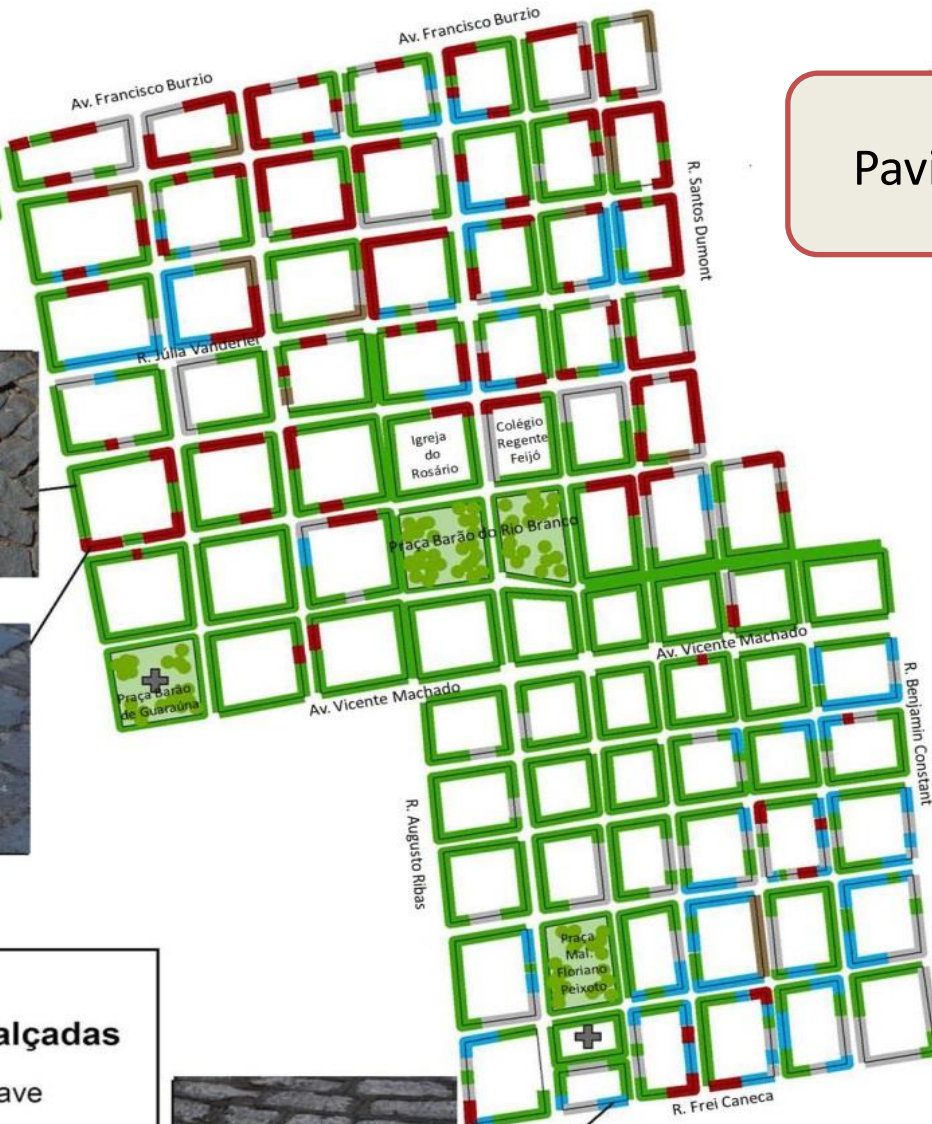 Av. Francisco Burzio
Av. Francisco Burzio
Pavi
R. Santos Dumont
R. Júlia Vanderlei
Igreja
do
Rosário
Colégio
Regente
Feijó
Praça Barão do Rio Branco
Av. Vicente Machado
Praça Barão
de Guaraúna
Av. Vicente Machado
R. Benjamin Constant
R. Augusto Ribas
Praça
Mal.
Floriano
Peixoto
alçadas
ave
R. Frei Caneca